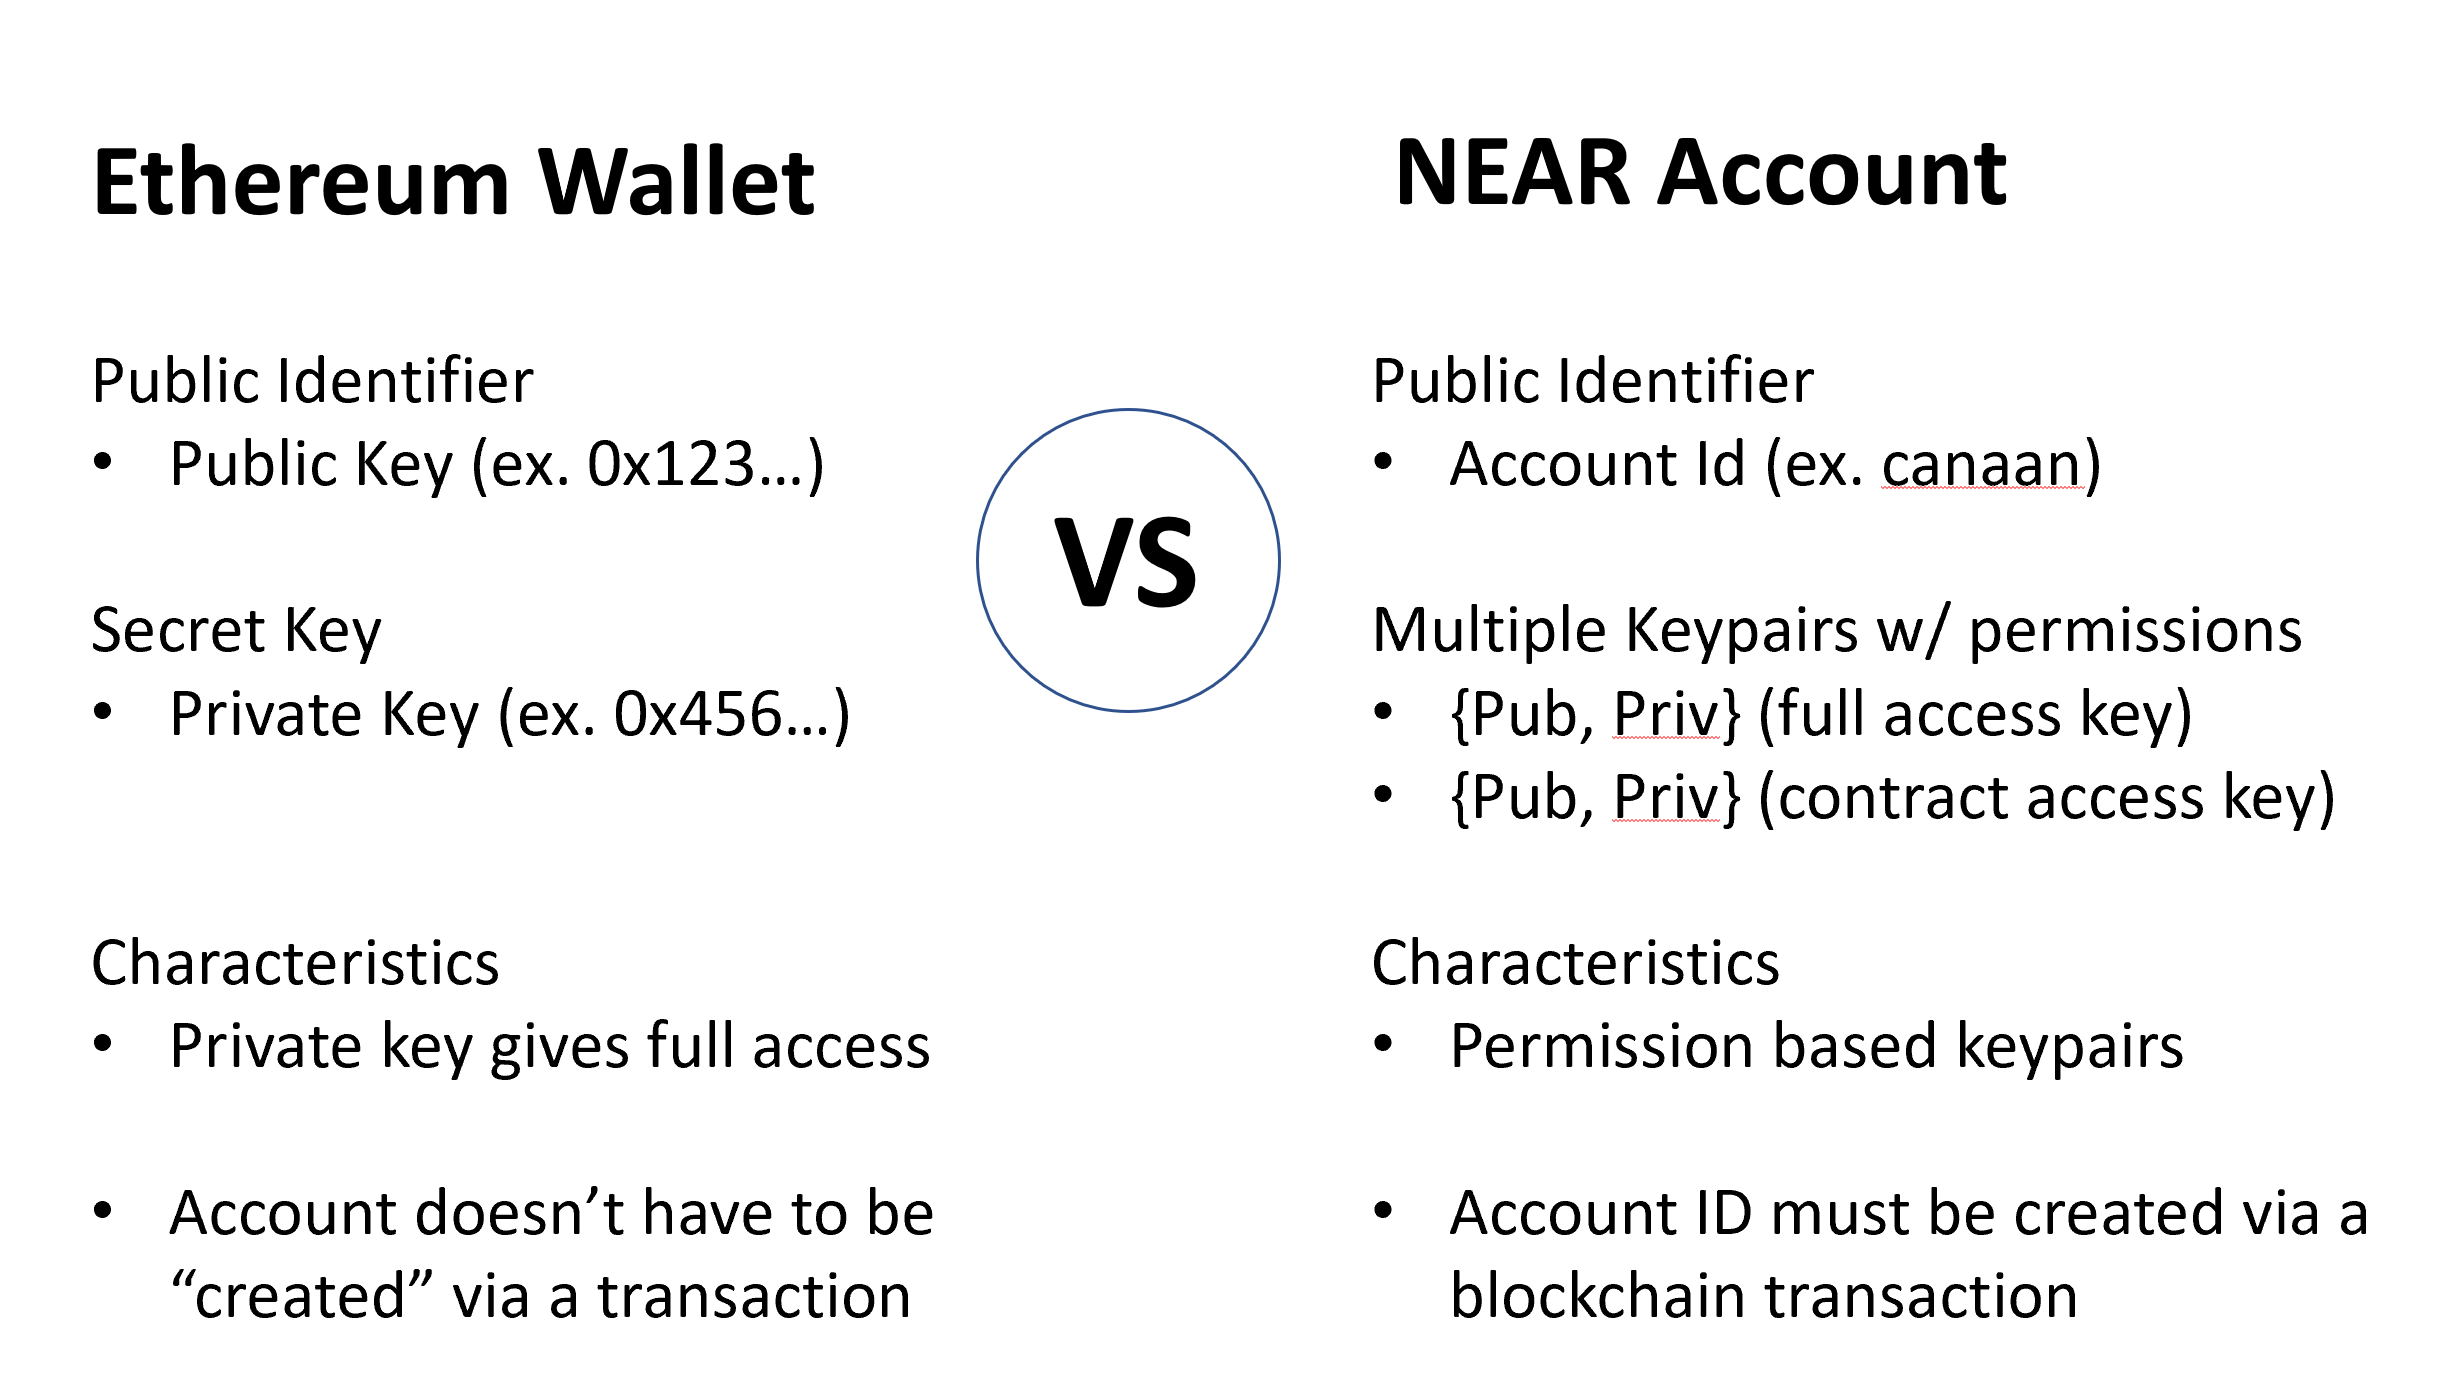 Ethereum Wallet
Public Identifier
• Public Key (ex. 0x123…)
Secret Key
• Private Key (ex. 0x456…)
Characteristics
• Private key gives full access
• Account doesn’t have to be
“created” via a transaction
VS
NEAR Account
Public Identifier
• Account Id (ex. canaan)
Multiple Keypairs w/ permissions
• {Pub, Priv} (full access key)
• {Pub, Priv} (contract access key)
Characteristics
• Permission based keypairs
• Account ID must be created via a
blockchain transaction